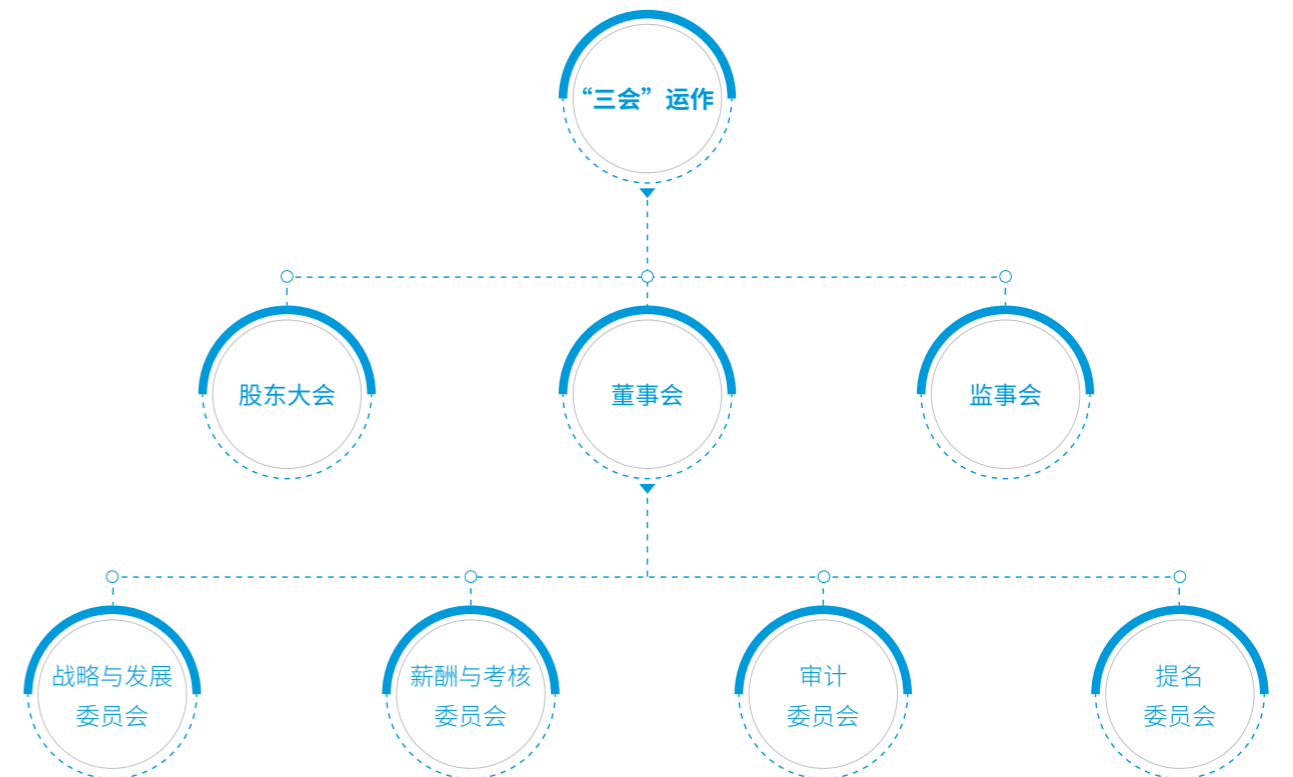 “三会”运作
股东大会
董事会
监事会
战略与发展
委员会
薪酬与考核
委员会
审计
委员会
提名
委员会